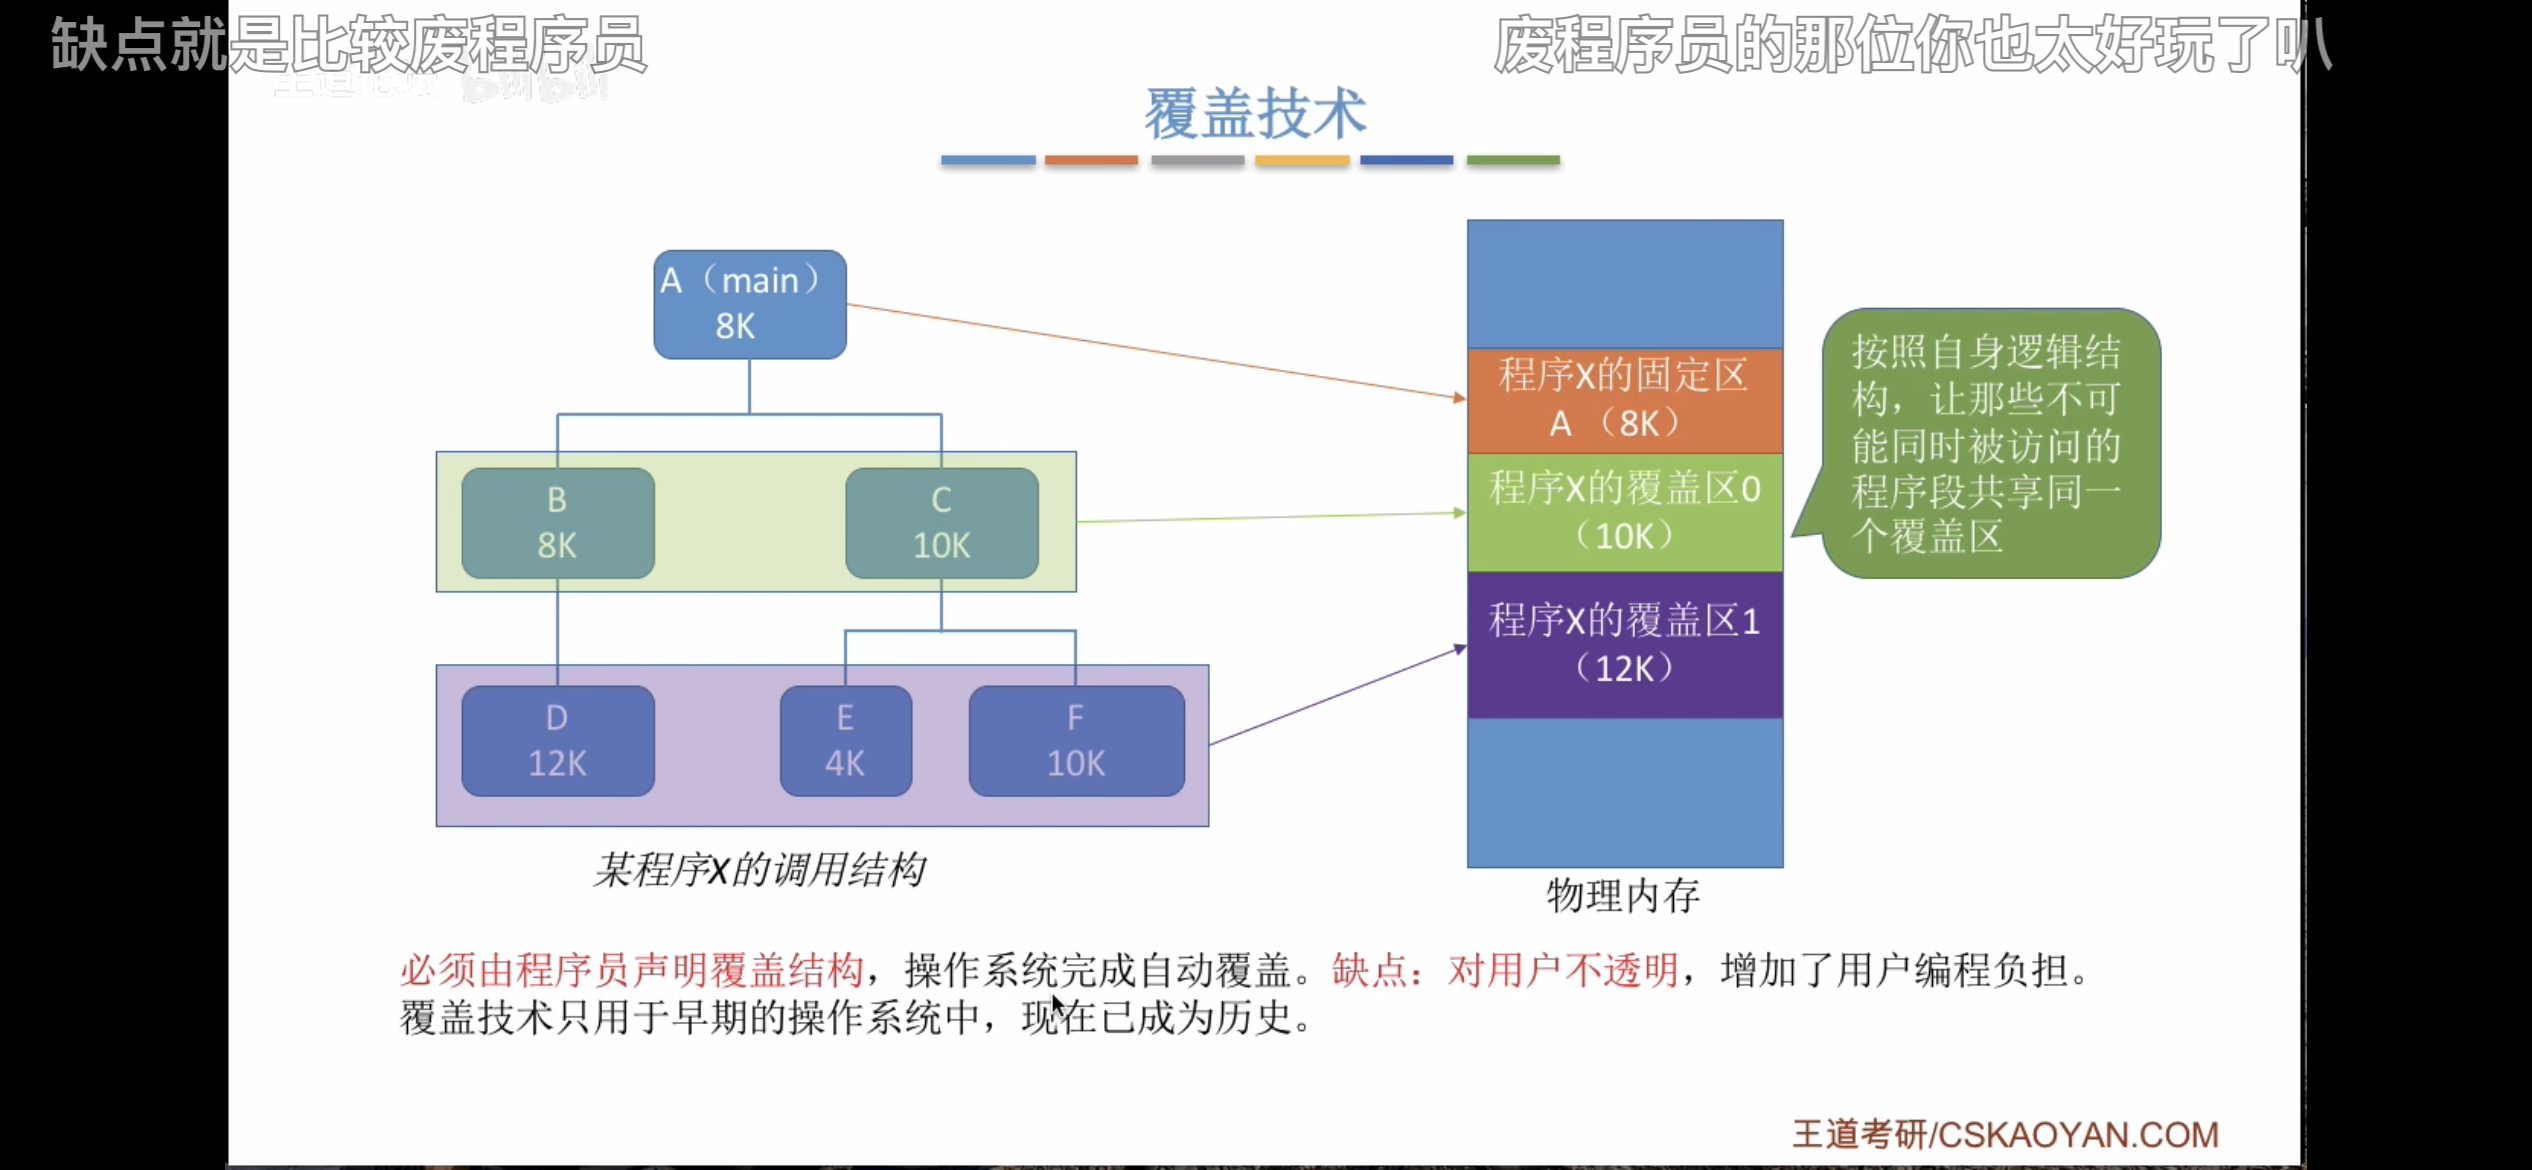 缺点就是比较废程序员
废程序员的那位你也太好玩了叭
覆盖技术
A（main）
8K
B
8K
C
10K
D
12K
E
4K
F
10K
某程序X的调用结构
程序X的固定区
A （8K）
程序X的覆盖区0
（10K）
程序X的覆盖区1
（12K）
物理内存
按照自身逻辑结
构，让那些不可
能同时被访问的
程序段共享同一
个覆盖区
必须由程序员声明覆盖结构，操作系统完成自动覆盖。缺点：对用户不透明，增加了用户编程负担。
覆盖技术只用于早期的操作系统中，现在已成为历史。
王道考研/CSKAOYAN.COM